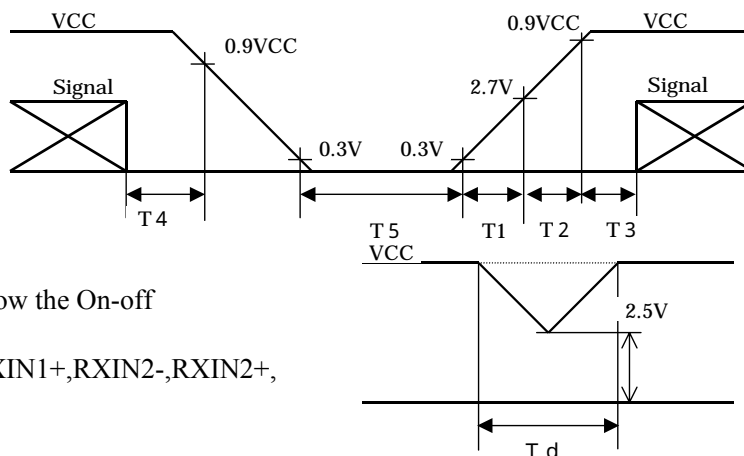 VCC
0.9VCC
Signal
0.3V
0.3V
2.7V
0.9VCC
VCC
Signal
T4
T5
T1
T2
T3
VCC
2.5V
Td
ow the On-off
XIN1+,RXIN2-,RXIN2+,